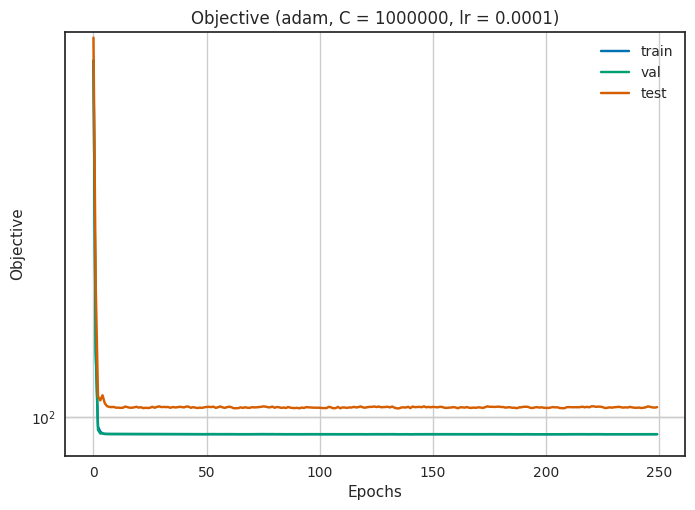 Objective (adam, C = 1000000, lr = 0.0001)
train
val
test
Objective
10²
0 50 100 150 200 250
Epochs